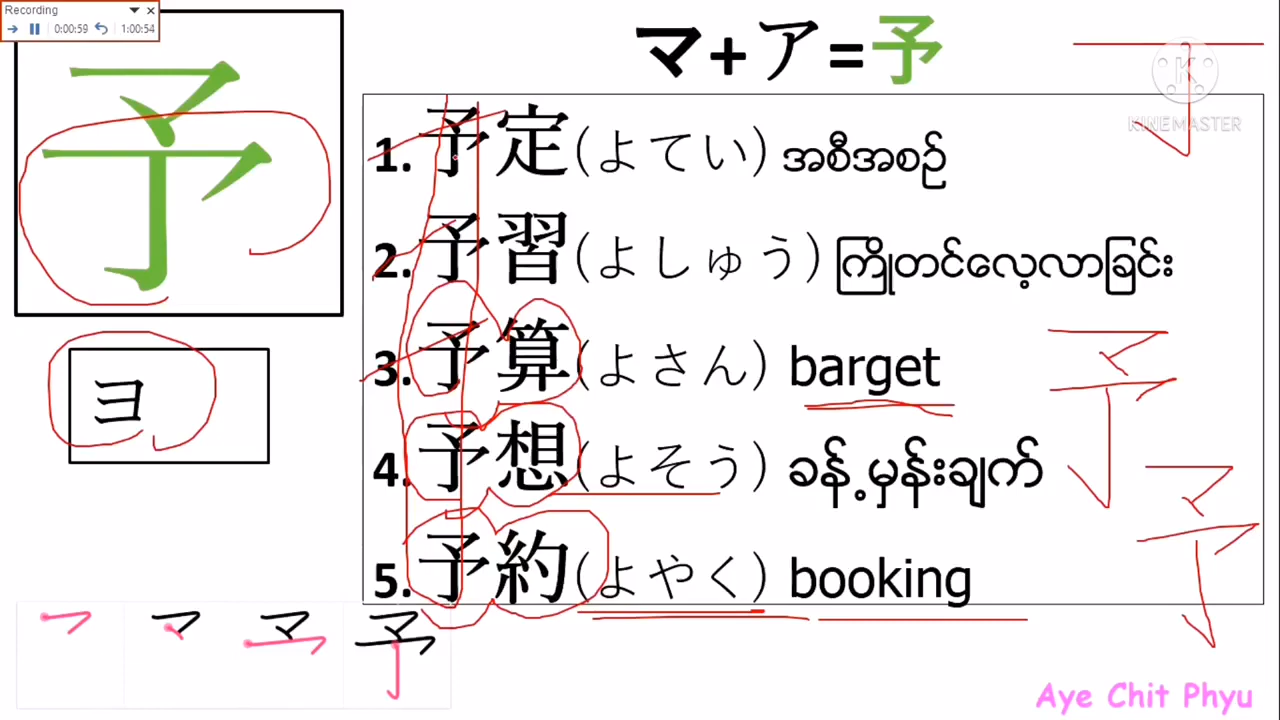 Recording
0:00:59 1:00:54
予
マ+ア=予
KINEMASTER
1. 予定(よてい) အစီအစဉ်
2. 予習(よしゅう) ကြိုတင်လေ့လာခြင်း
3. 予算(よさん) barget
4. 予想(よそう) ခန့်မှန်းချက်
5. 予約(よやく) booking
ヨ
予
予
Aye Chit Phyu